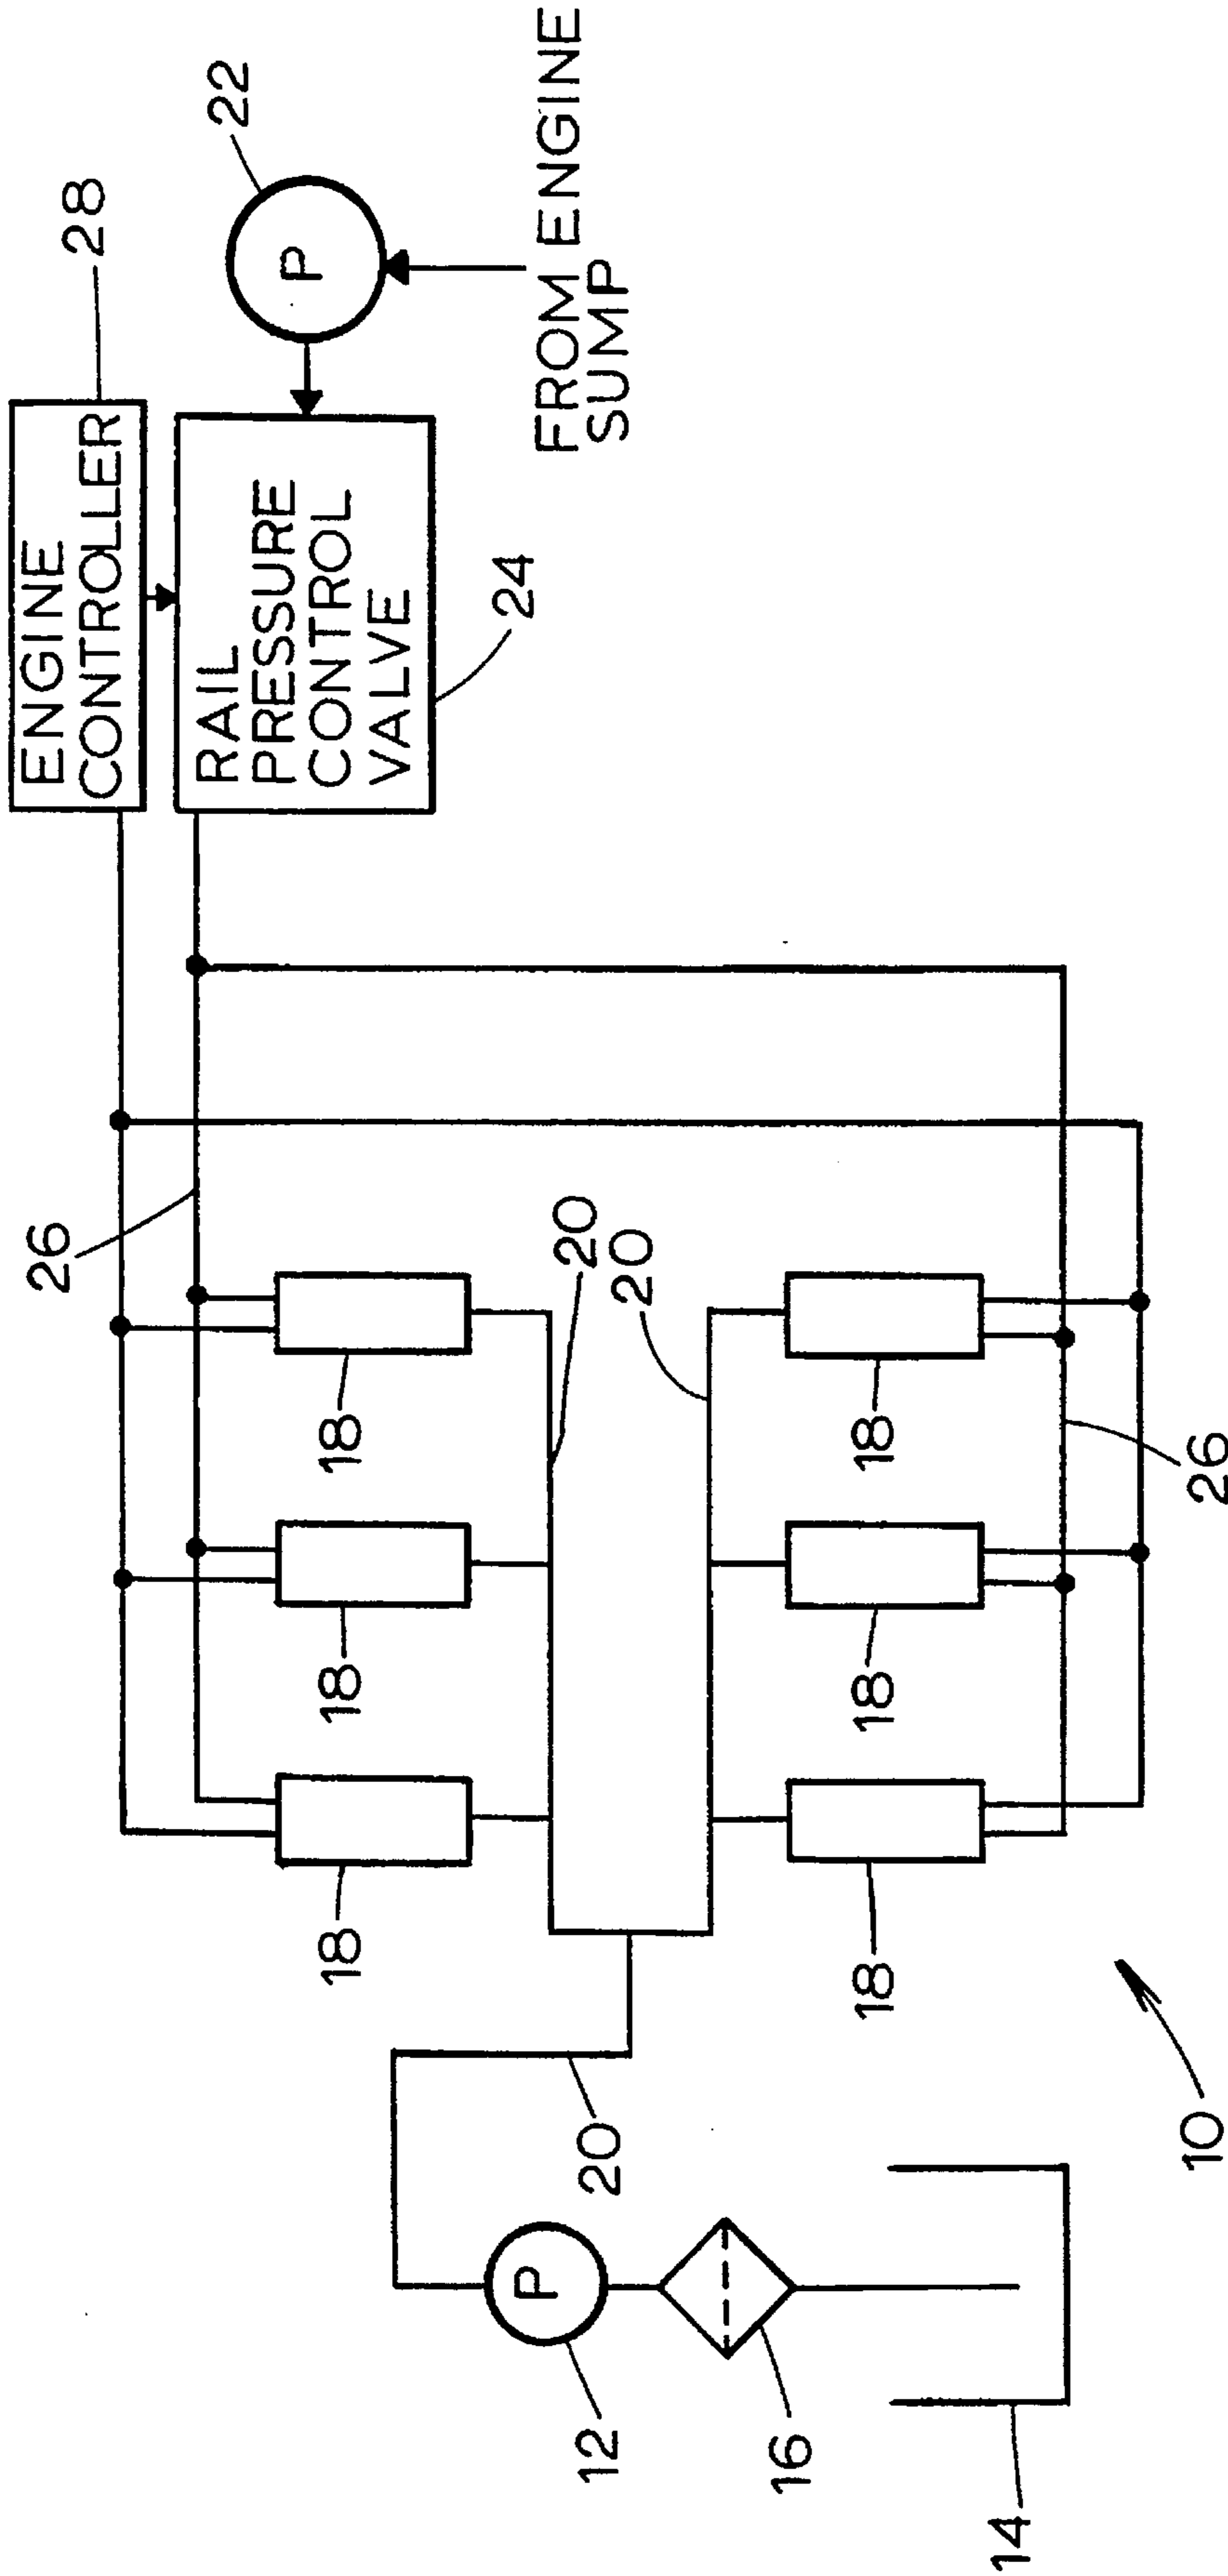 ENGINE
CONTROLLER
28
26
22
RAIL
PRESSURE
CONTROL
VALVE
P
18
18
18
24
FROM ENGINE
SUMP
P
12
20
20
20
16
18
18
18
14
10
26